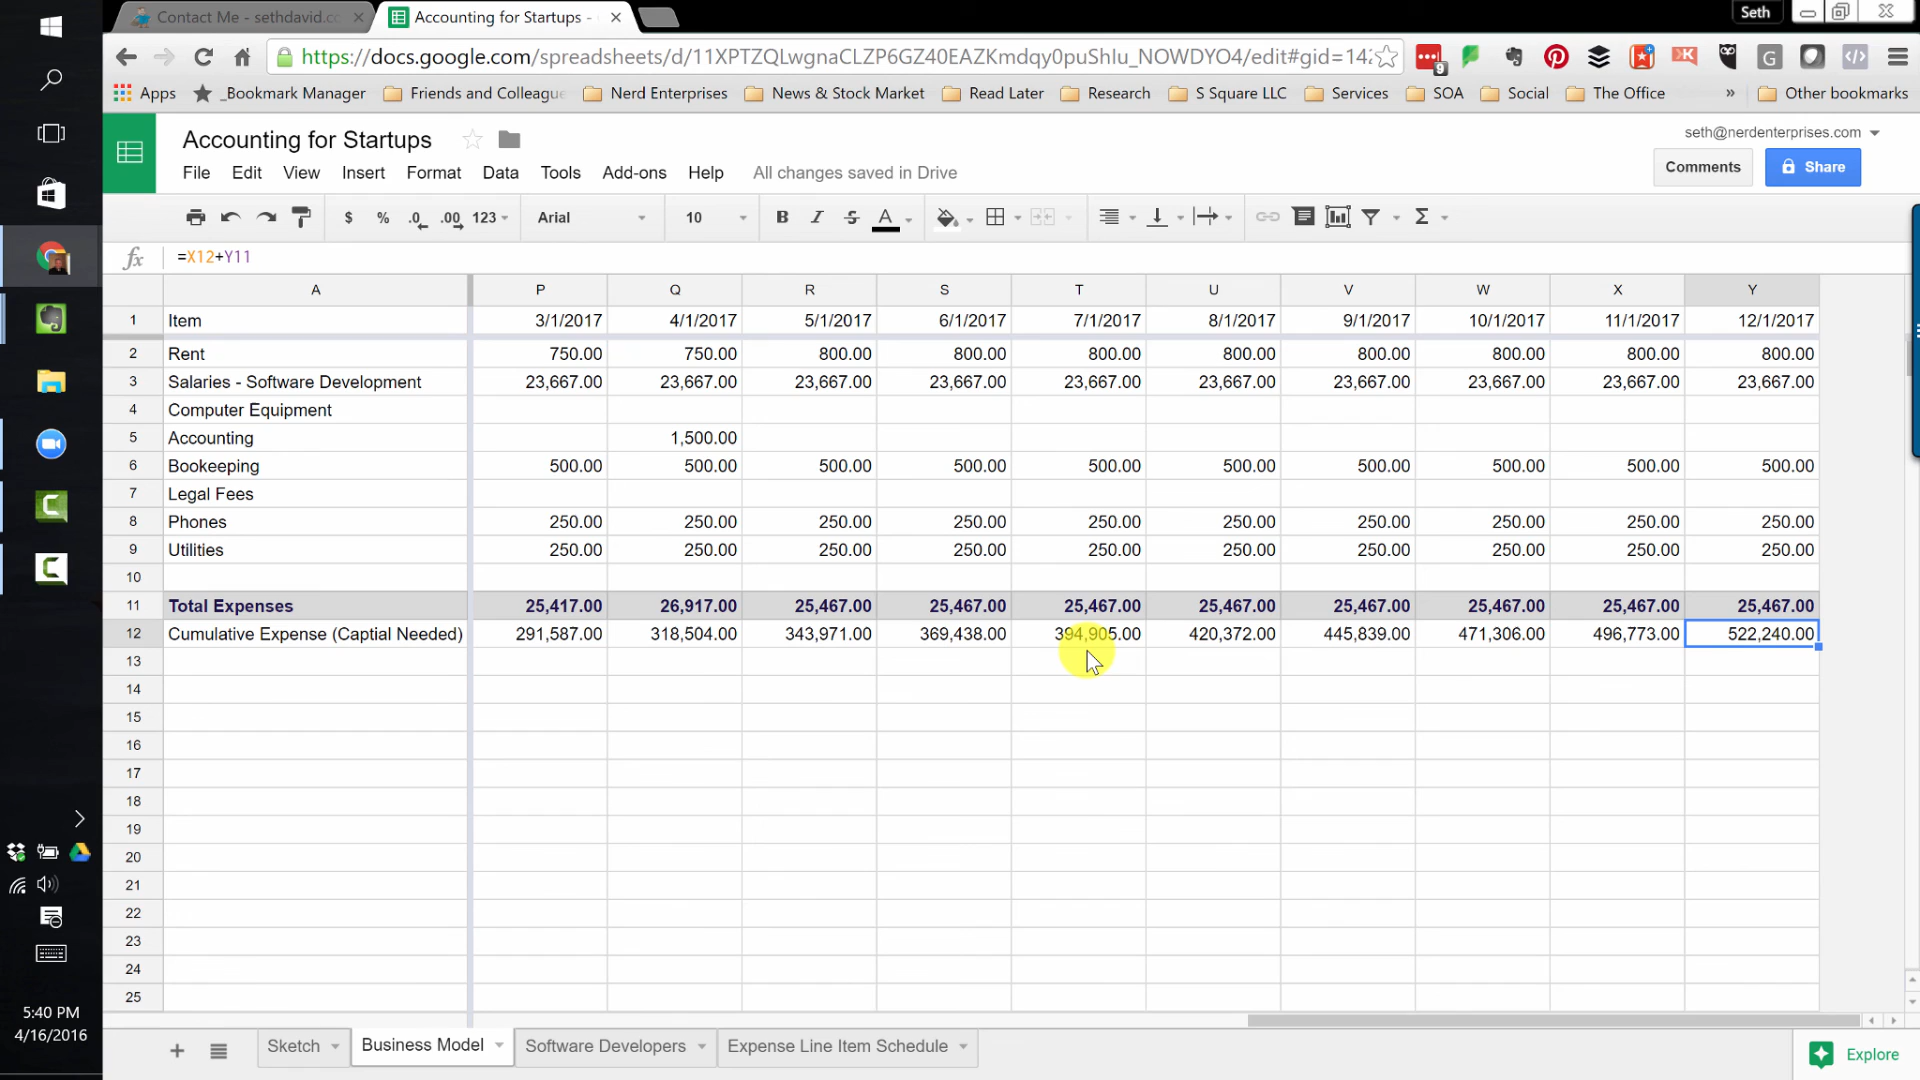 Contact Me - sethdavid.cc
Accounting for Startups -
Seth
https://docs.google.com/spreadsheets/d/11XPTZQLwgnaCLZP6GZ40EAZKmdqy0puShlu_NOWDYO4/edit#gid=142
9
Apps
_Bookmark Manager
Friends and Colleague
Nerd Enterprises
News & Stock Market
Read Later
Research
S Square LLC
Services
SOA
Social
The Office
»
Other bookmarks
Accounting for Startups
seth@nerdenterprises.com
File Edit View Insert Format Data Tools Add-ons Help All changes saved in Drive
Comments
Share
$ % .0 .00 123 Arial 10 B I S A Σ
fx =X12+Y11
A P Q R S T U V W X Y
1 Item 3/1/2017 4/1/2017 5/1/2017 6/1/2017 7/1/2017 8/1/2017 9/1/2017 10/1/2017 11/1/2017 12/1/2017
2 Rent 750.00 750.00 800.00 800.00 800.00 800.00 800.00 800.00 800.00 800.00
3 Salaries - Software Development 23,667.00 23,667.00 23,667.00 23,667.00 23,667.00 23,667.00 23,667.00 23,667.00 23,667.00 23,667.00
4 Computer Equipment
5 Accounting 1,500.00
6 Bookeeping 500.00 500.00 500.00 500.00 500.00 500.00 500.00 500.00 500.00 500.00
7 Legal Fees
8 Phones 250.00 250.00 250.00 250.00 250.00 250.00 250.00 250.00 250.00 250.00
9 Utilities 250.00 250.00 250.00 250.00 250.00 250.00 250.00 250.00 250.00 250.00
10
11 Total Expenses 25,417.00 26,917.00 25,467.00 25,467.00 25,467.00 25,467.00 25,467.00 25,467.00 25,467.00 25,467.00
12 Cumulative Expense (Captial Needed) 291,587.00 318,504.00 343,971.00 369,438.00 394,905.00 420,372.00 445,839.00 471,306.00 496,773.00 522,240.00
13
14
15
16
17
18
19
20
21
22
23
24
25
Sketch
Business Model
Software Developers
Expense Line Item Schedule
Explore
5:40 PM
4/16/2016